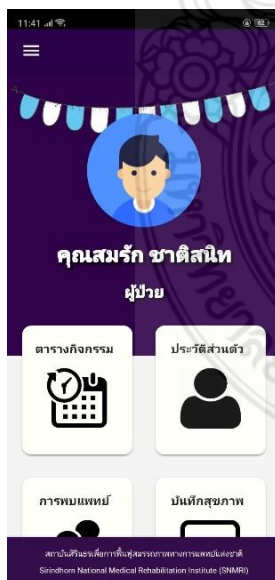 11:41
62
คุณสมรัก ชาติสนิท
ผู้ป่วย
ตารางกิจกรรม
ประวัติส่วนตัว
การพบแพทย์
บันทึกสุขภาพ
สถาบันสิรินธรเพื่อการฟื้นฟูสมรรถภาพทางการแพทย์แห่งชาติ
Sirindhorn National Medical Rehabilitation Institute (SNMRI)